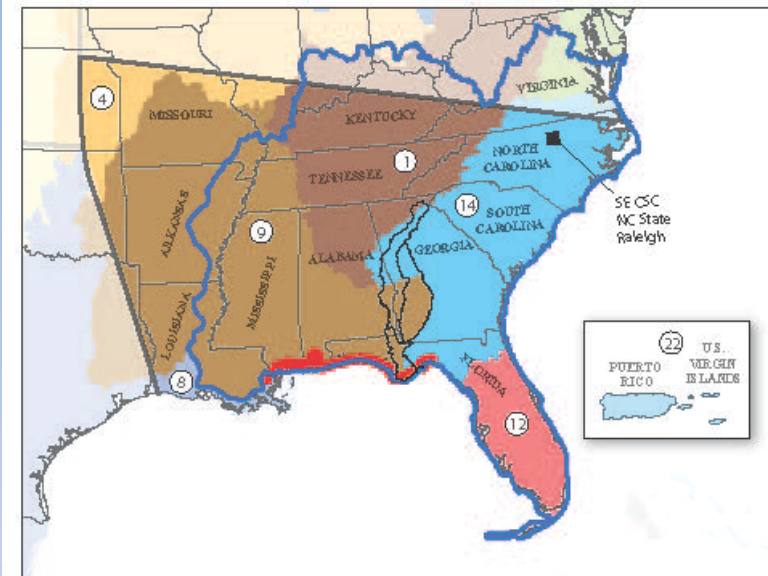 VIRGINIA
4
MISSOURI
KENTUCKY
NORTH
CAROLINA
1
TENNESSEE
SE CSC
NC State
Raleigh
14
SOUTH
CAROLINA
ARKANSAS
9
ALABAMA
GEORGIA
MISSISSIPPI
LOUISIANA
8
FLORIDA
12
22
U.S.
VIRGIN
ISLANDS
PUERTO
RICO